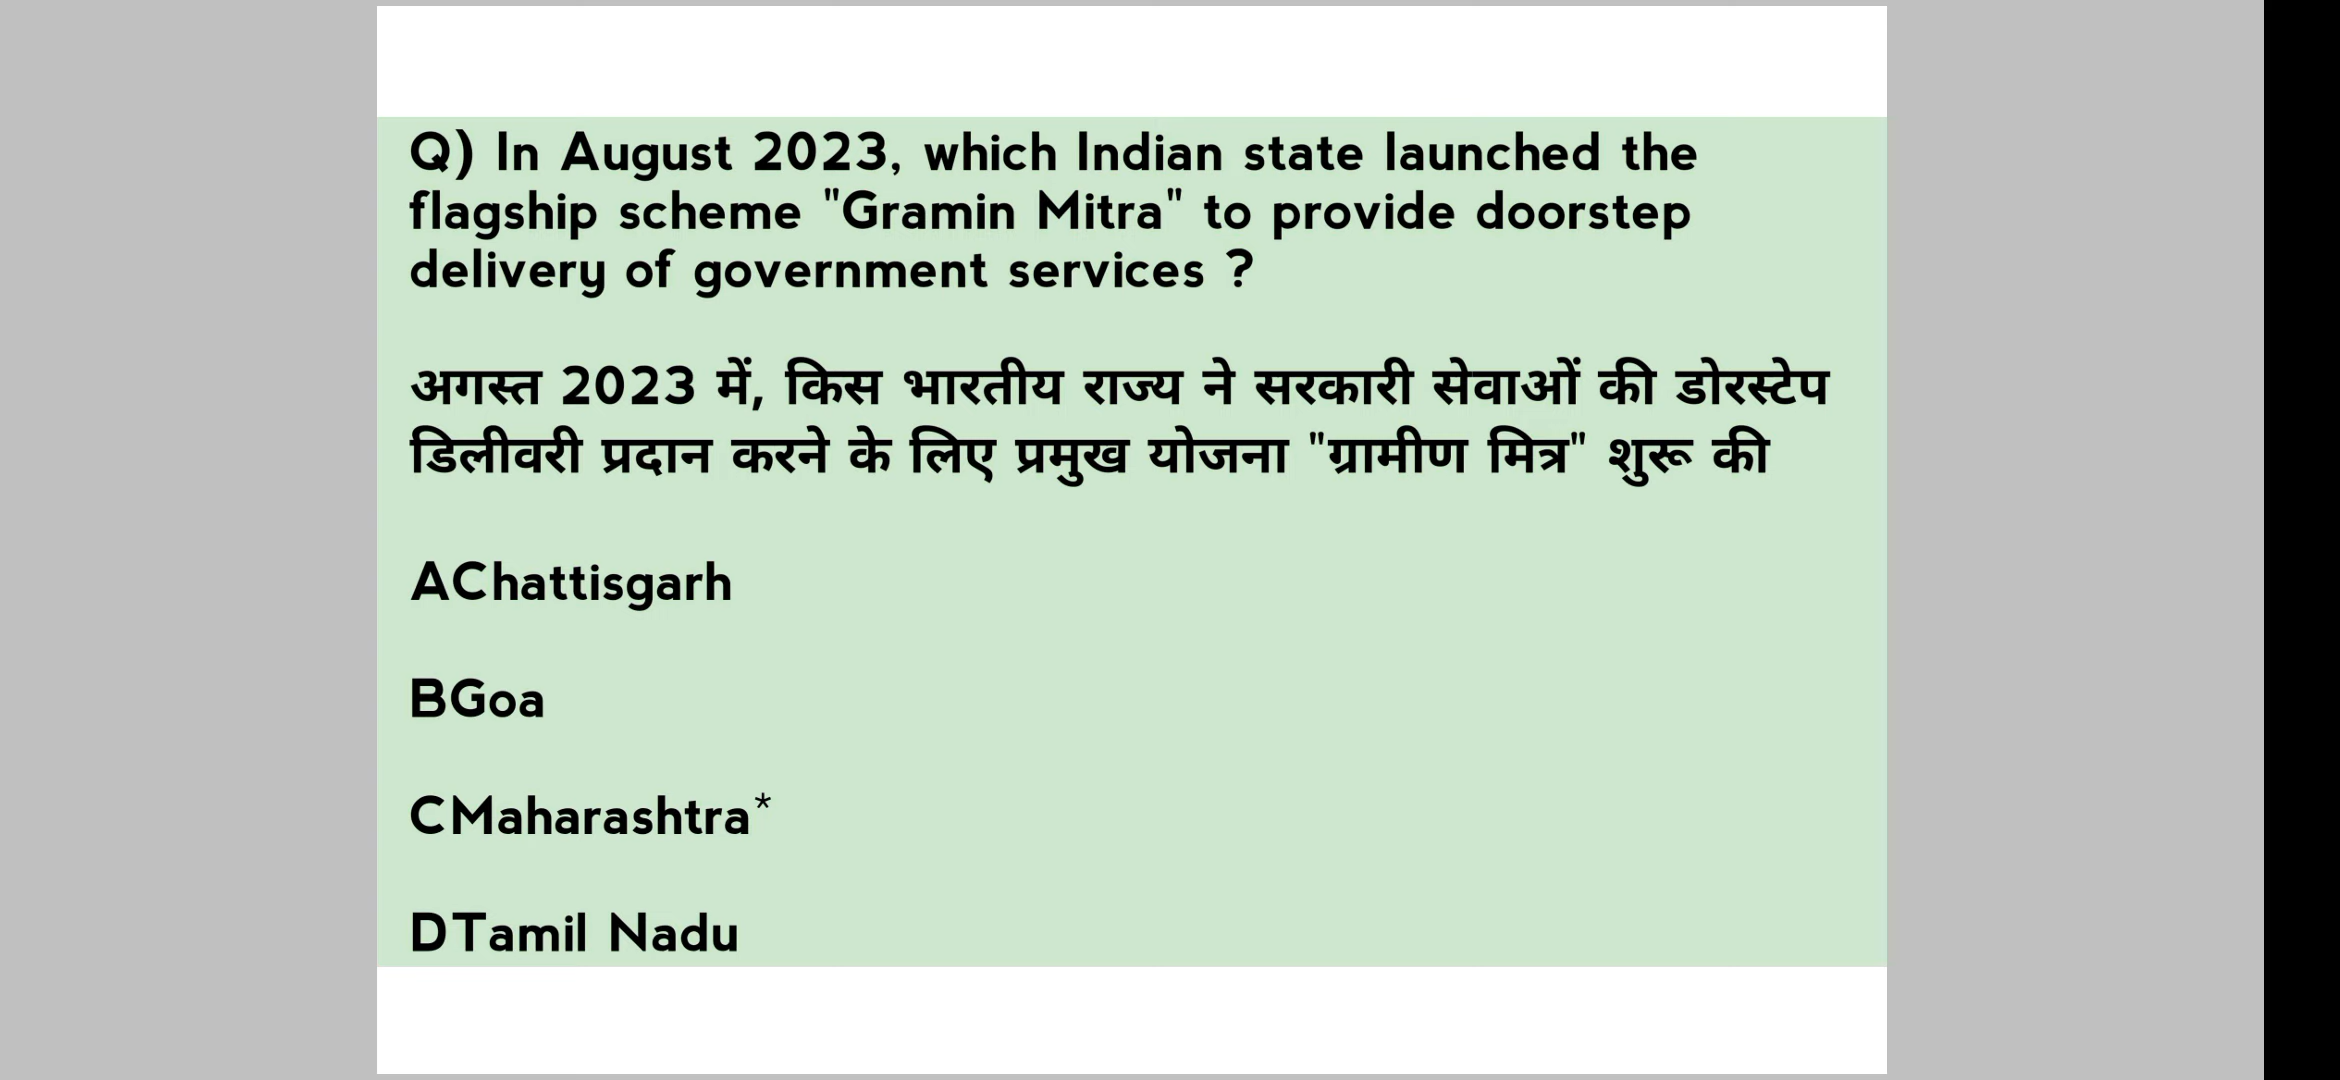 Q) In August 2023, which Indian state launched the
flagship scheme "Gramin Mitra" to provide doorstep
delivery of government services ?
अगस्त 2023 में, किस भारतीय राज्य ने सरकारी सेवाओं की डोरस्टेप
डिलीवरी प्रदान करने के लिए प्रमुख योजना "ग्रामीण मित्र" शुरू की
AChattisgarh
BGoa
CMaharashtra*
DTamil Nadu